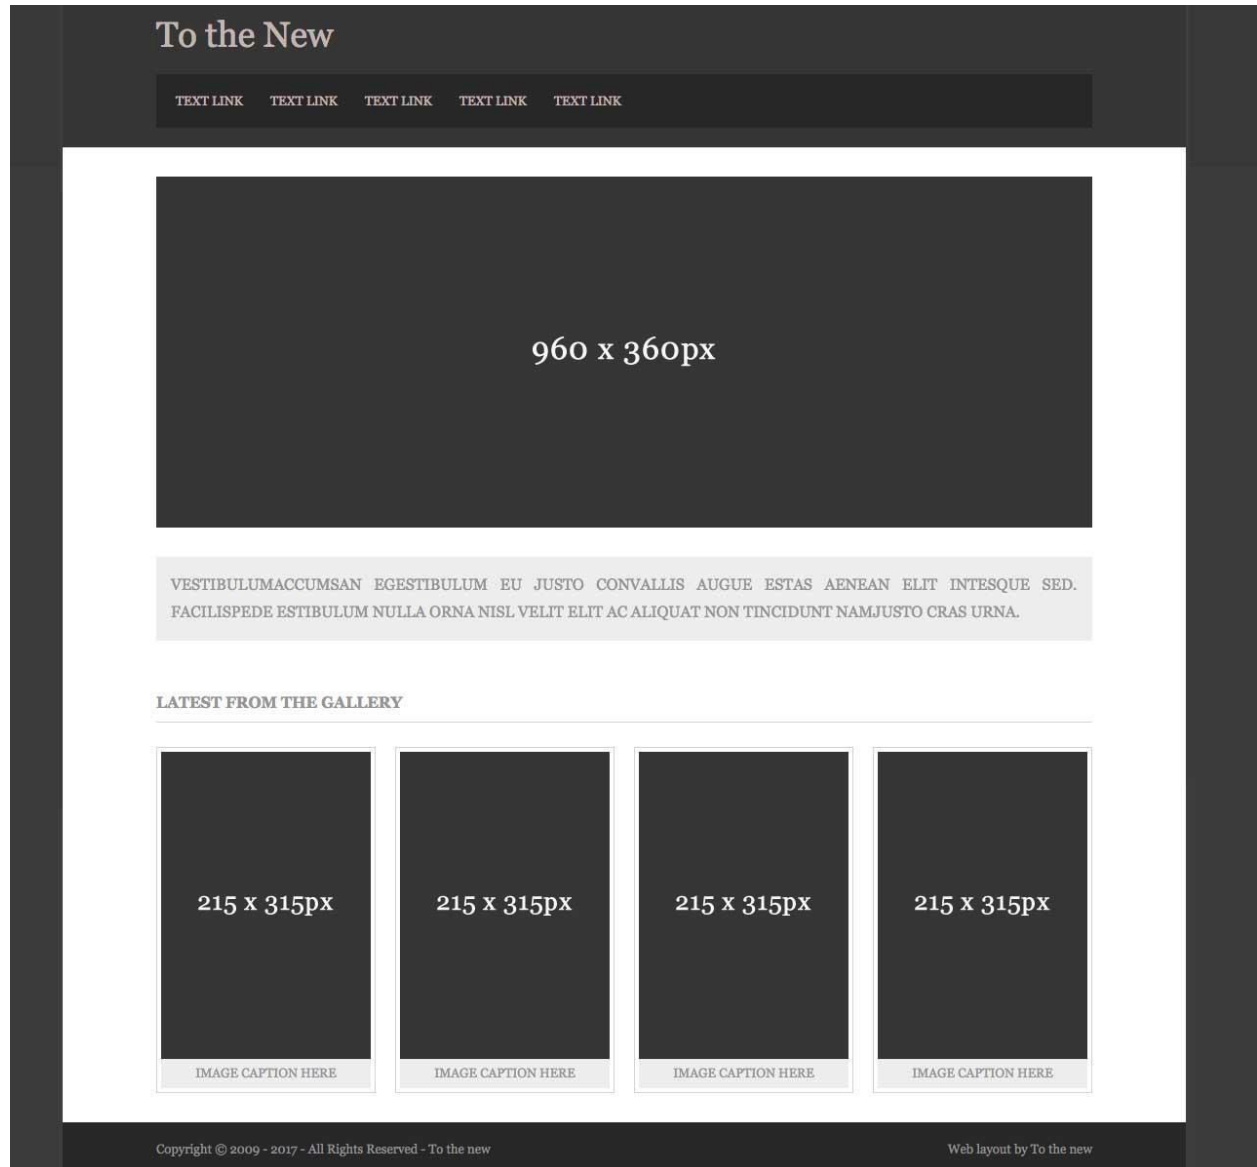 To the New
TEXT LINK TEXT LINK TEXT LINK TEXT LINK TEXT LINK
960 x 360px
VESTIBULUMACCUMSAN EGESTIBULUM EU JUSTO CONVALLIS AUGUE ESTAS AENEAN ELIT INTESQUE SED.
FACILISPEDE ESTIBULUM NULLA ORNA NISL VELIT ELIT AC ALIQUAT NON TINCIDUNT NAMJUSTO CRAS URNA.
LATEST FROM THE GALLERY
215 x 315px 215 x 315px 215 x 315px 215 x 315px
IMAGE CAPTION HERE IMAGE CAPTION HERE IMAGE CAPTION HERE IMAGE CAPTION HERE
Copyright © 2009 - 2017 - All Rights Reserved - To the new Web layout by To the new